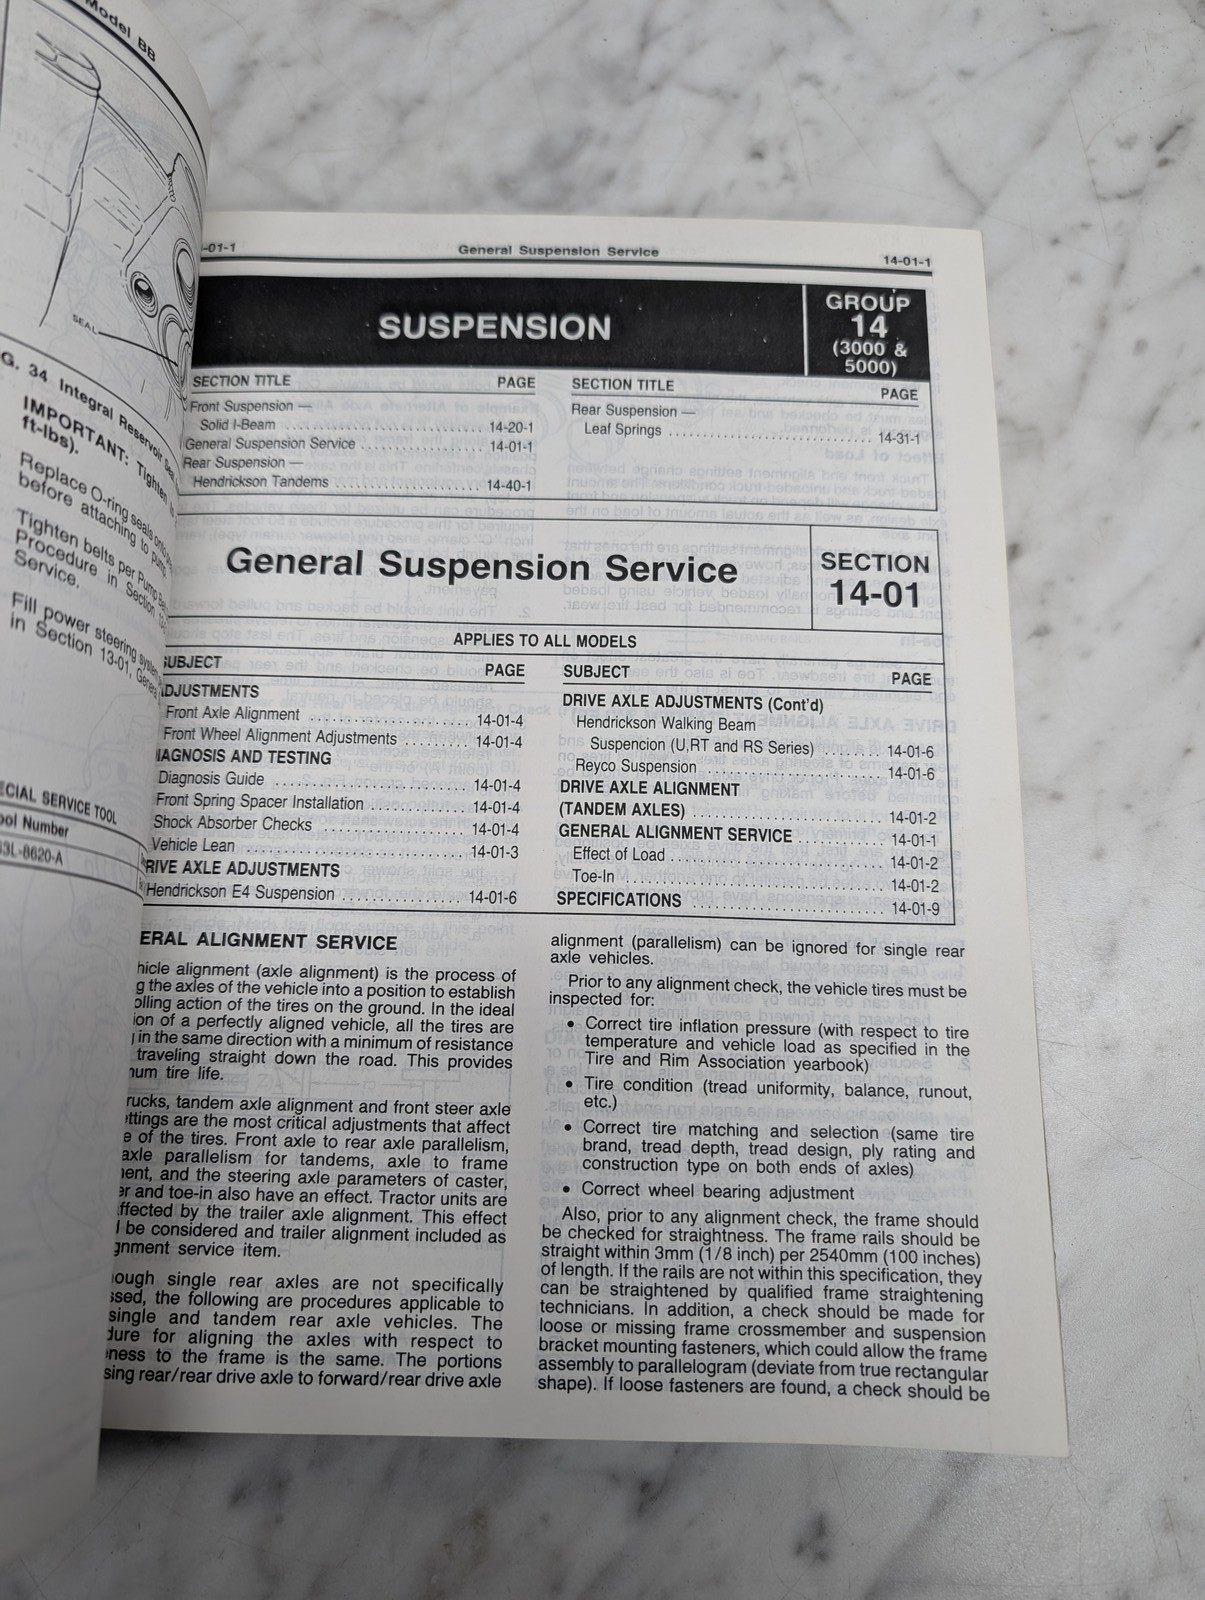 Model BB
SEAL
G. 34 Integral Reservoir
IMPORTANT: Tighten
ft-lbs).
Replace O-ring seals
before attaching to pump
Tighten belts per Pump
Procedure in Section
Service.
Fill power steering system
in Section 13-01, General
ECIAL SERVICE TOOL
ool Number
63L-8620-A
-01-1 General Suspension Service 14-01-1
SUSPENSION
GROUP
14
(3000 &
5000)
SECTION TITLE PAGE
Front Suspension —
Solid I-Beam 14-20-1
General Suspension Service 14-01-1
Rear Suspension —
Hendrickson Tandems 14-40-1
SECTION TITLE PAGE
Rear Suspension —
Leaf Springs 14-31-1
General Suspension Service
SECTION
14-01
APPLIES TO ALL MODELS
SUBJECT PAGE
ADJUSTMENTS
Front Axle Alignment 14-01-4
Front Wheel Alignment Adjustments 14-01-4
DIAGNOSIS AND TESTING
Diagnosis Guide 14-01-4
Front Spring Spacer Installation 14-01-4
Shock Absorber Checks 14-01-4
Vehicle Lean 14-01-3
DRIVE AXLE ADJUSTMENTS
Hendrickson E4 Suspension 14-01-6
SUBJECT PAGE
DRIVE AXLE ADJUSTMENTS (Cont'd)
Hendrickson Walking Beam
Suspencion (U,RT and RS Series) 14-01-6
Reyco Suspension 14-01-6
DRIVE AXLE ALIGNMENT
(TANDEM AXLES) 14-01-2
GENERAL ALIGNMENT SERVICE 14-01-1
Effect of Load 14-01-2
Toe-In 14-01-2
SPECIFICATIONS 14-01-9
ERAL ALIGNMENT SERVICE
hicle alignment (axle alignment) is the process of
g the axles of the vehicle into a position to establish
olling action of the tires on the ground. In the ideal
ion of a perfectly aligned vehicle, all the tires are
in the same direction with a minimum of resistance
traveling straight down the road. This provides
num tire life.
rucks, tandem axle alignment and front steer axle
ttings are the most critical adjustments that affect
e of the tires. Front axle to rear axle parallelism,
axle parallelism for tandems, axle to frame
ent, and the steering axle parameters of caster,
er and toe-in also have an effect. Tractor units are
ffected by the trailer axle alignment. This effect
l be considered and trailer alignment included as
gnment service item.
ough single rear axles are not specifically
ssed, the following are procedures applicable to
single and tandem rear axle vehicles. The
dure for aligning the axles with respect to
ness to the frame is the same. The portions
sing rear/rear drive axle to forward/rear drive axle
alignment (parallelism) can be ignored for single rear
axle vehicles.
Prior to any alignment check, the vehicle tires must be
inspected for:
• Correct tire inflation pressure (with respect to tire
temperature and vehicle load as specified in the
Tire and Rim Association yearbook)
• Tire condition (tread uniformity, balance, runout,
etc.)
• Correct tire matching and selection (same tire
brand, tread depth, tread design, ply rating and
construction type on both ends of axles)
• Correct wheel bearing adjustment
Also, prior to any alignment check, the frame should
be checked for straightness. The frame rails should be
straight within 3mm (1/8 inch) per 2540mm (100 inches)
of length. If the rails are not within this specification, they
can be straightened by qualified frame straightening
technicians. In addition, a check should be made for
loose or missing frame crossmember and suspension
bracket mounting fasteners, which could allow the frame
assembly to parallelogram (deviate from true rectangular
shape). If loose fasteners are found, a check should be